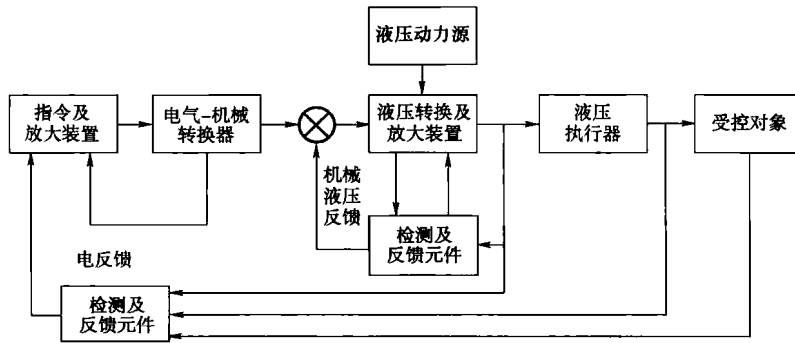 液压动力源
指令及
放大装置
电气-机械
转换器
液压转换及
放大装置
液压
执行器
受控对象
机械
液压
反馈
检测及
反馈元件
电反馈
检测及
反馈元件